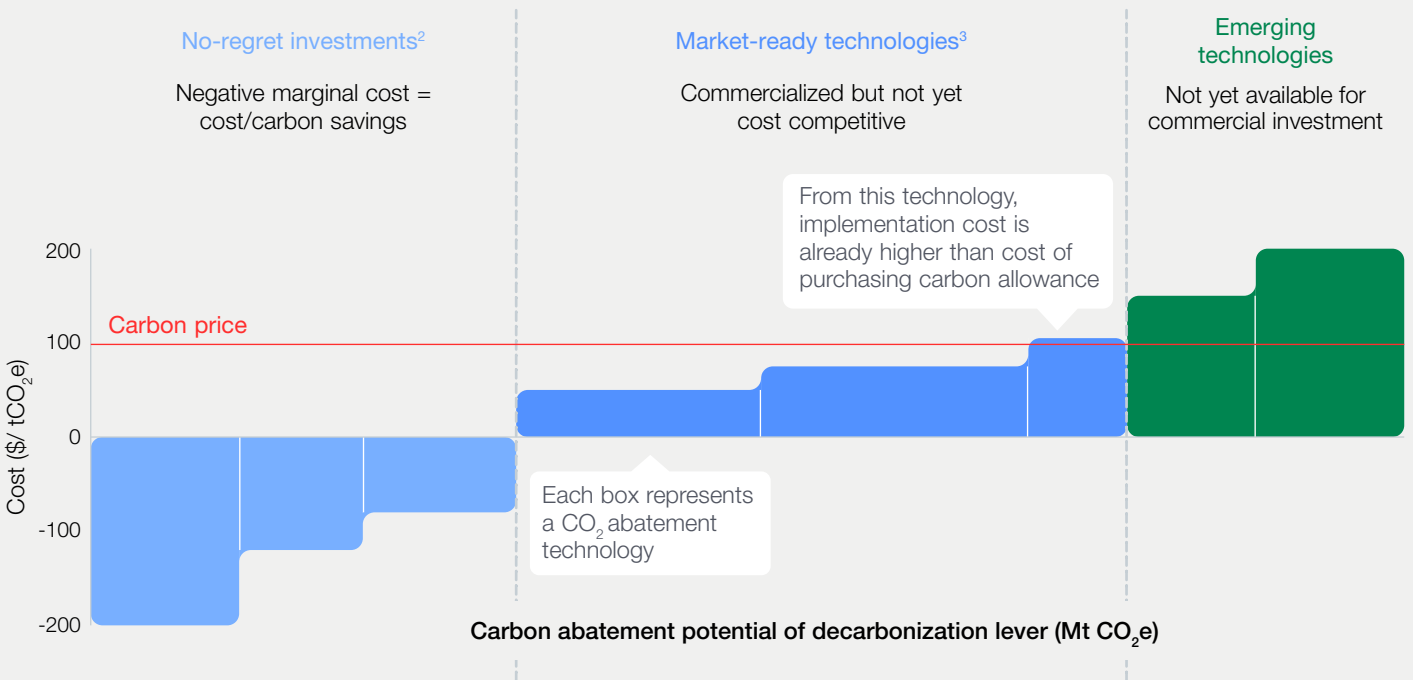 No-regret investments²
Negative marginal cost =
cost/carbon savings
Market-ready technologies³
Commercialized but not yet
cost competitive
Emerging
technologies
Not yet available for
commercial investment
From this technology,
implementation cost is
already higher than cost of
purchasing carbon allowance
Cost ($/ tCO₂e)
200
100
0
-100
-200
Carbon price
Each box represents
a CO₂ abatement
technology
Carbon abatement potential of decarbonization lever (Mt CO₂e)